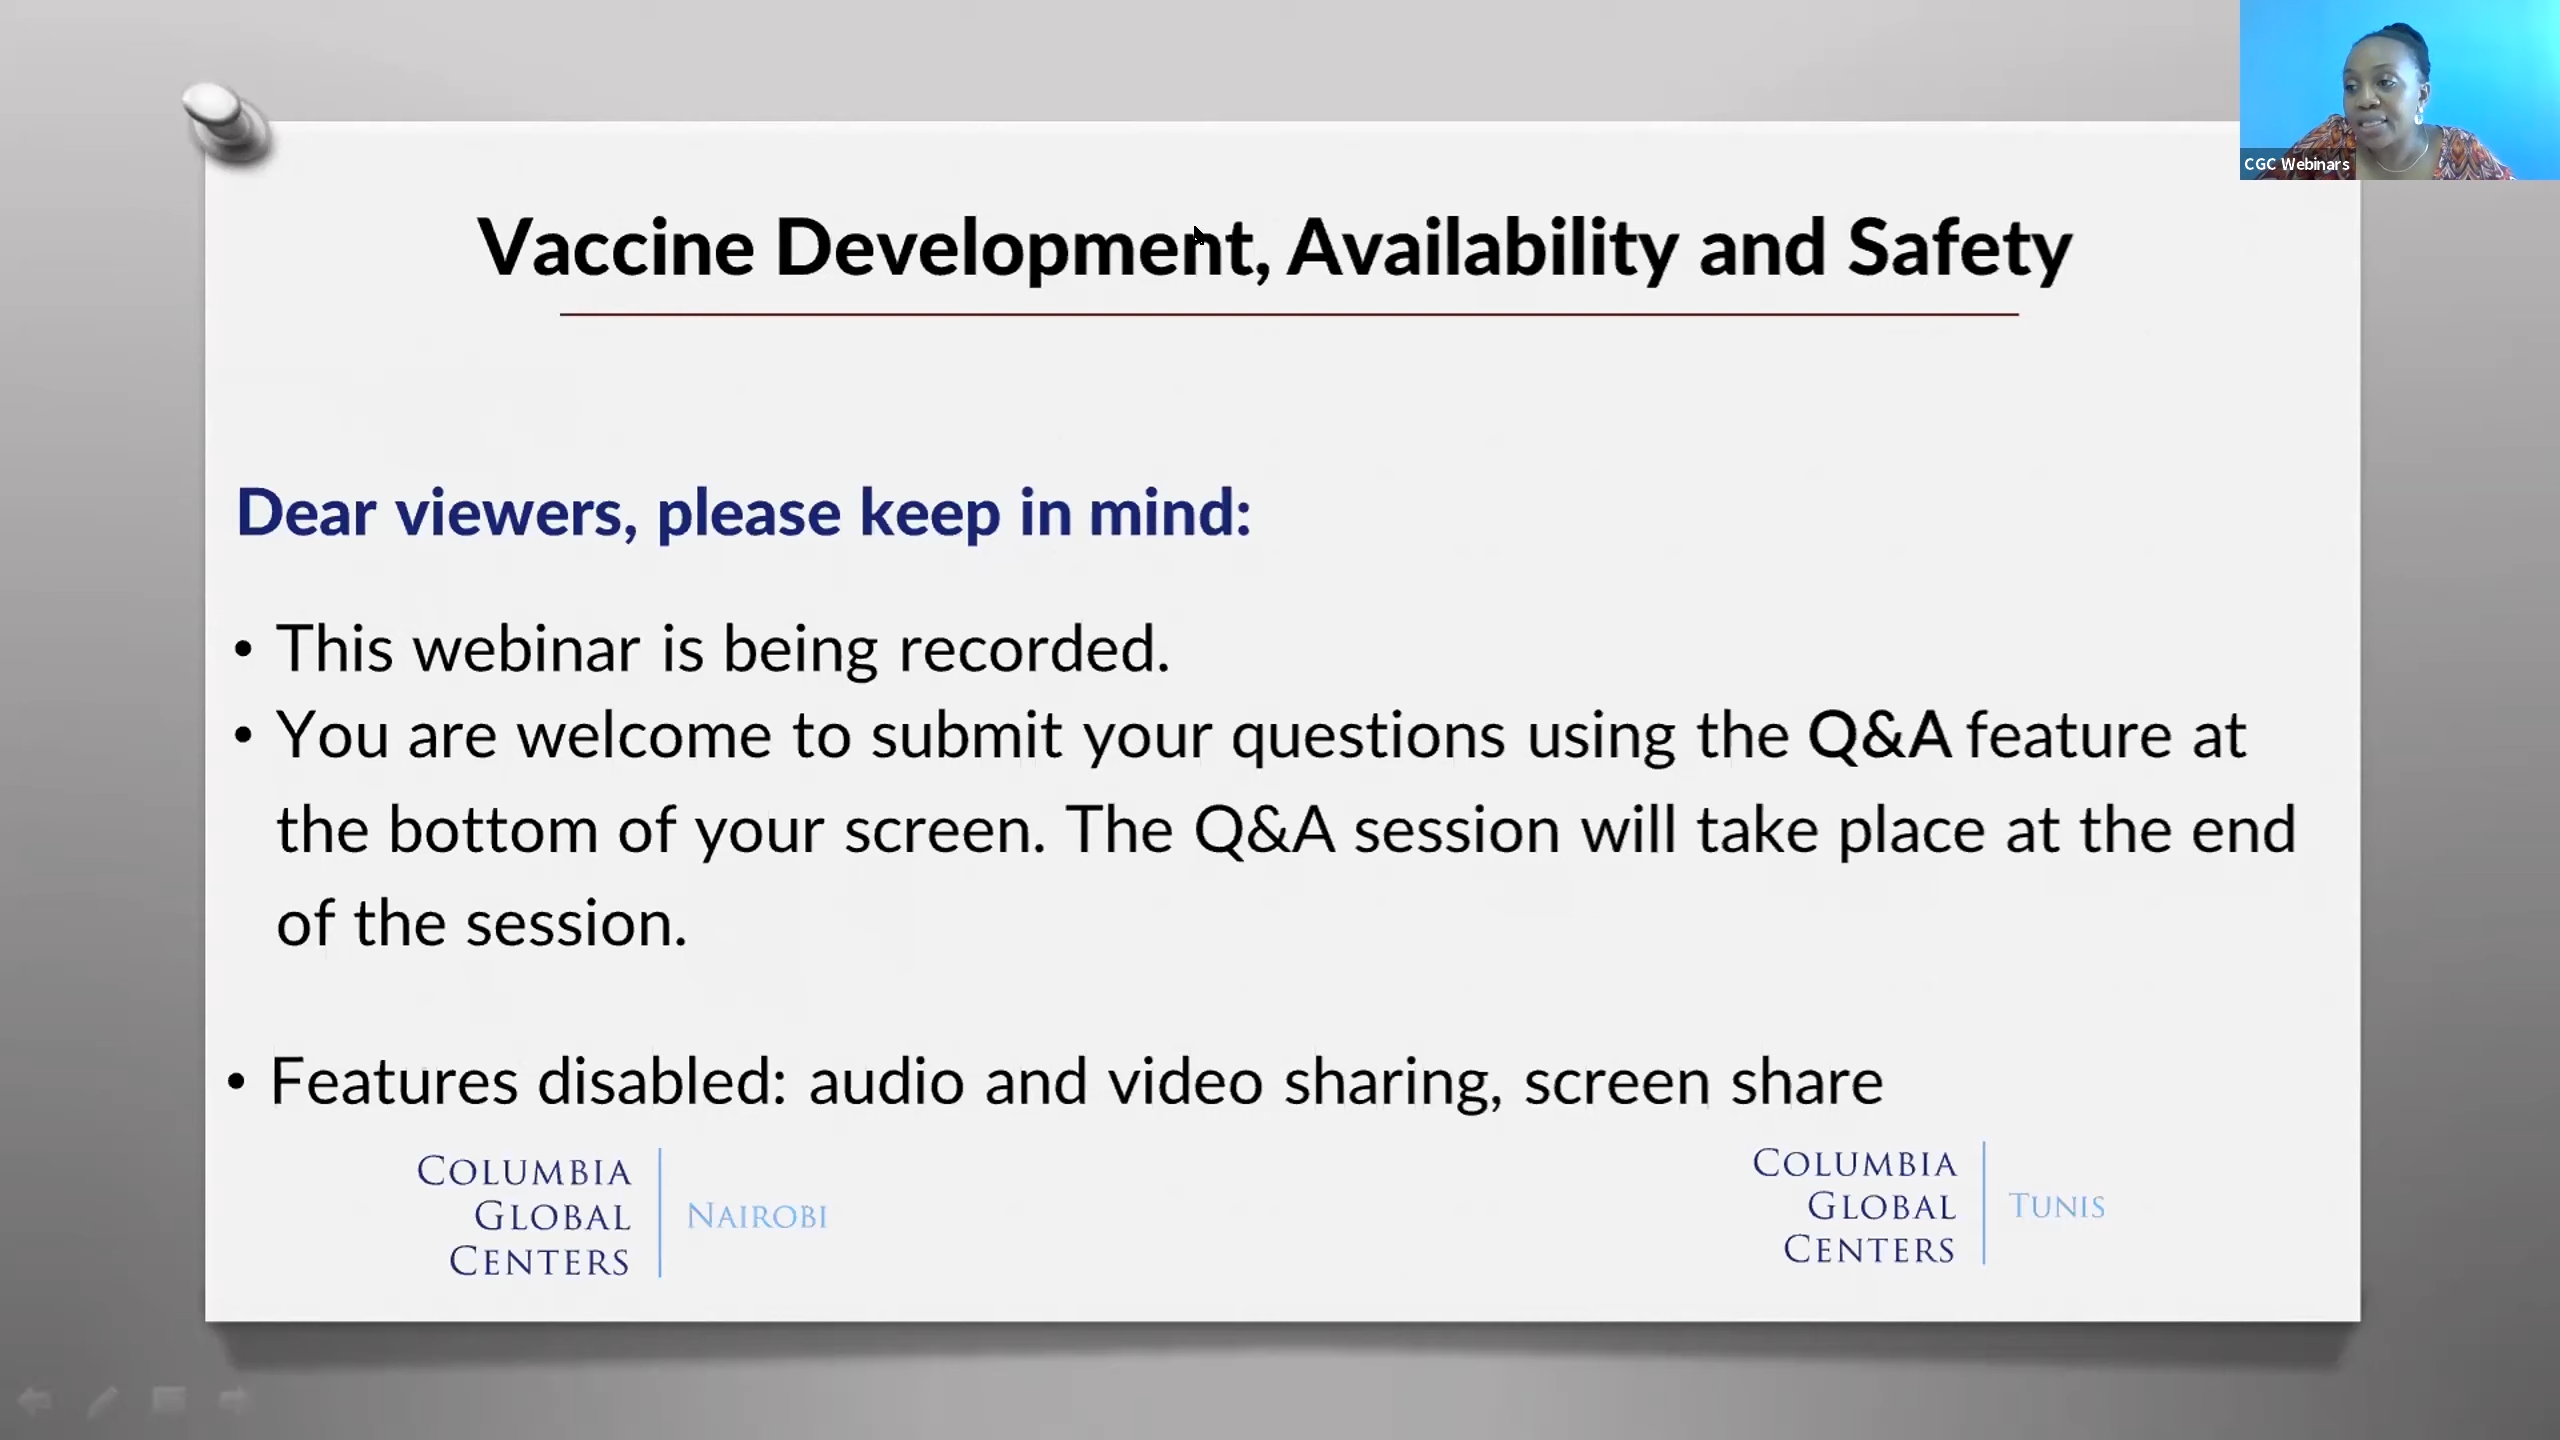 CGC Webinars
Vaccine Development, Availability and Safety
Dear viewers, please keep in mind:
• This webinar is being recorded.
• You are welcome to submit your questions using the Q&A feature at
the bottom of your screen. The Q&A session will take place at the end
of the session.
• Features disabled: audio and video sharing, screen share
COLUMBIA
GLOBAL
CENTERS
NAIROBI
COLUMBIA
GLOBAL
CENTERS
TUNIS